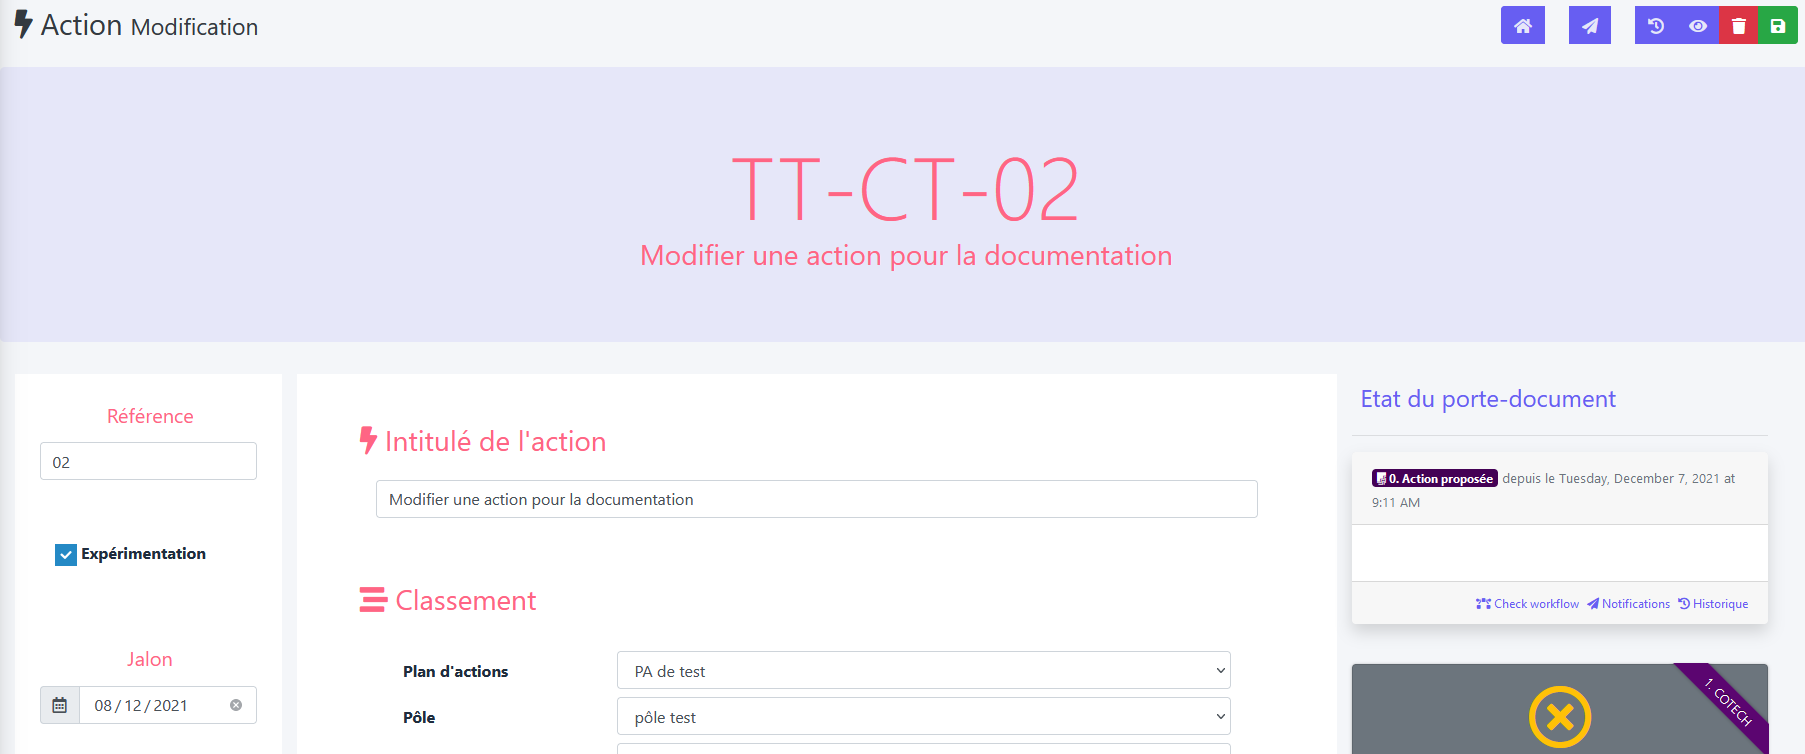 Action Modification
TT-CT-02
Modifier une action pour la documentation
Référence
02
Expérimentation
Jalon
08/12/2021
Intitulé de l'action
Modifier une action pour la documentation
Classement
Plan d'actions
PA de test
Pôle
pôle test
Etat du porte-document
0. Action proposée depuis le Tuesday, December 7, 2021 at
9:11 AM
Check workflow Notifications Historique
1. COTECH